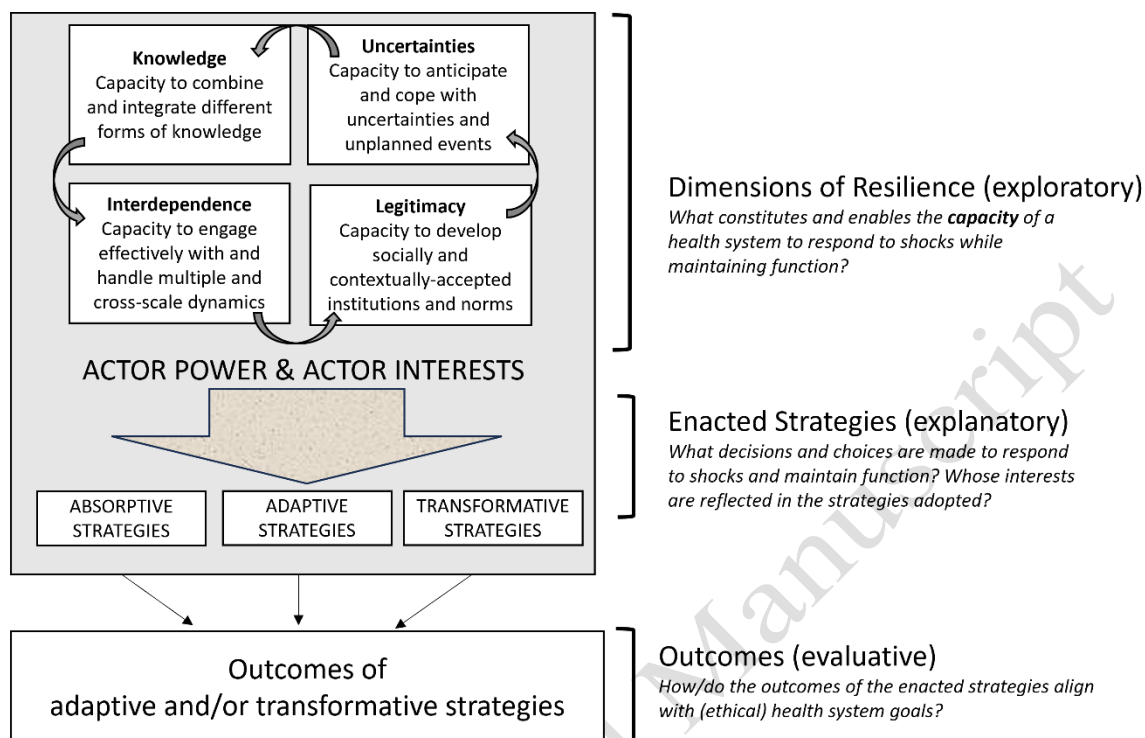 Knowledge
Capacity to combine
and integrate different
forms of knowledge
Uncertainties
Capacity to anticipate
and cope with
uncertainties and
unplanned events
Interdependence
Capacity to engage
effectively with and
handle multiple and
cross-scale dynamics
Legitimacy
Capacity to develop
socially and
contextually-accepted
institutions and norms
ACTOR POWER & ACTOR INTERESTS
ABSORPTIVE
STRATEGIES
ADAPTIVE
STRATEGIES
TRANSFORMATIVE
STRATEGIES
Outcomes of
adaptive and/or transformative strategies
Dimensions of Resilience (exploratory)
What constitutes and enables the capacity of a
health system to respond to shocks while
maintaining function?
Enacted Strategies (explanatory)
What decisions and choices are made to respond
to shocks and maintain function? Whose interests
are reflected in the strategies adopted?
Outcomes (evaluative)
How/do the outcomes of the enacted strategies align
with (ethical) health system goals?
Manuscript